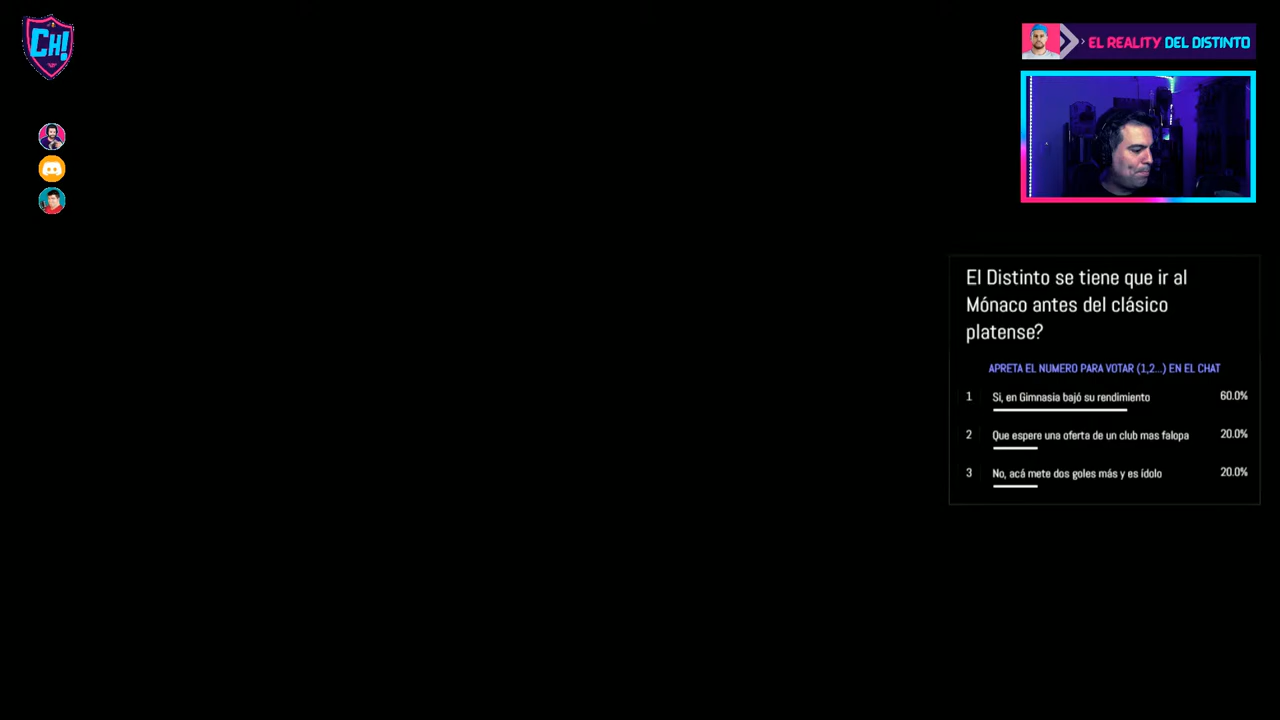 CH!
EL REALITY DEL DISTINTO
El Distinto se tiene que ir al
Mónaco antes del clásico
platense?
APRETA EL NUMERO PARA VOTAR (1,2...) EN EL CHAT
1 Si, en Gimnasia bajó su rendimiento 60.0%
2 Que espere una oferta de un club mas falopa 20.0%
3 No, acá mete dos goles más y es ídolo 20.0%